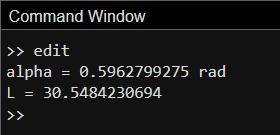 Command Window
>> edit
alpha = 0.5962799275 rad
L = 30.5484230694
>>